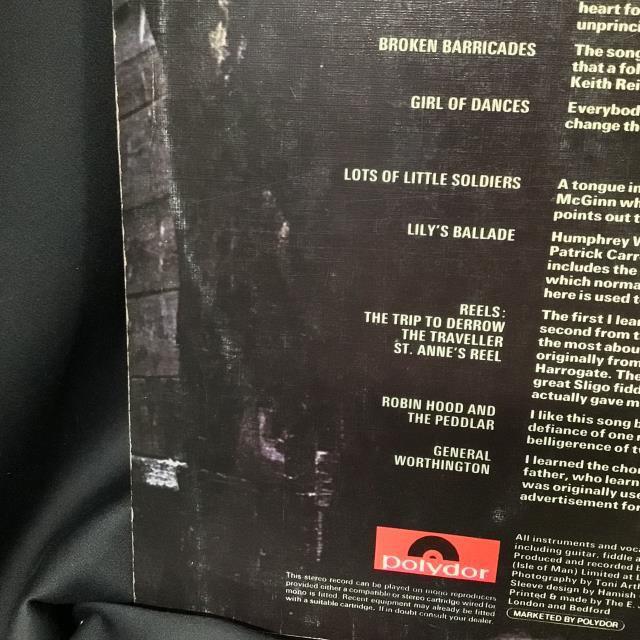 heart fo
unprinci
BROKEN BARRICADES
The song
that a fol
Keith Rei
GIRL OF DANCES
Everybod
change th
LOTS OF LITTLE SOLDIERS
A tongue in
McGinn wh
points out t
LILY'S BALLADE
Humphrey W
Patrick Carr
includes the
which norma
here is used t
REELS:
THE TRIP TO DERROW
THE TRAVELLER
ST. ANNE'S REEL
The first I lear
second from t
the most abou
originally from
Harrogate. The
great Sligo fidd
actually gave m
ROBIN HOOD AND
THE PEDDLAR
I like this song b
defiance of one
belligerence of t
GENERAL
WORTHINGTON
I learned the cho
father, who learn
was originally us
advertisement for
polydor
This stereo record can be played on mono reproducers
provided either a compatible or stereo cartridge wired for
mono is fitted. Recent equipment may already be fitted
with a suitable cartridge. If in doubt consult your dealer.
All instruments and voca
including guitar, fiddle a
Produced and recorded b
(Isle of Man) Limited at
Photography by Tom Art
Sleeve design by Hamish
Printed & made by The E.
London and Bedford
MARKETED BY POLYDOR